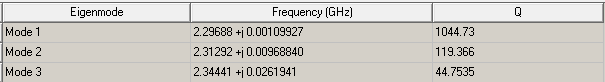 Eigenmode Frequency (GHz) Q
Mode 1 2.29688 +j 0.00109927 1044.73
Mode 2 2.31292 +j 0.00968840 119.366
Mode 3 2.34441 +j 0.0261941 44.7535